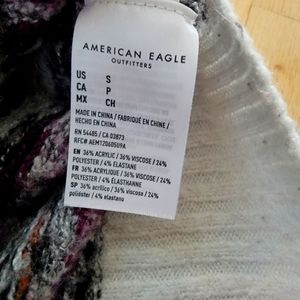 AMERICAN EAGLE
OUTFITTERS
US S
CA P
MX CH
MADE IN CHINA / FABRIQUÉ EN CHINE /
HECHO EN CHINA
RN 54485 / CA 03873
RFC# AEM120605U9A
EN 36% ACRYLIC / 36% VISCOSE / 24%
POLYESTER / 4% ELASTANE
FR 36% ACRYLIQUE / 36% VISCOSE / 24%
POLYESTER / 4% ÉLASTHANNE
SP 36% acrílico / 36% viscosa / 24%
poliéster / 4% elastano